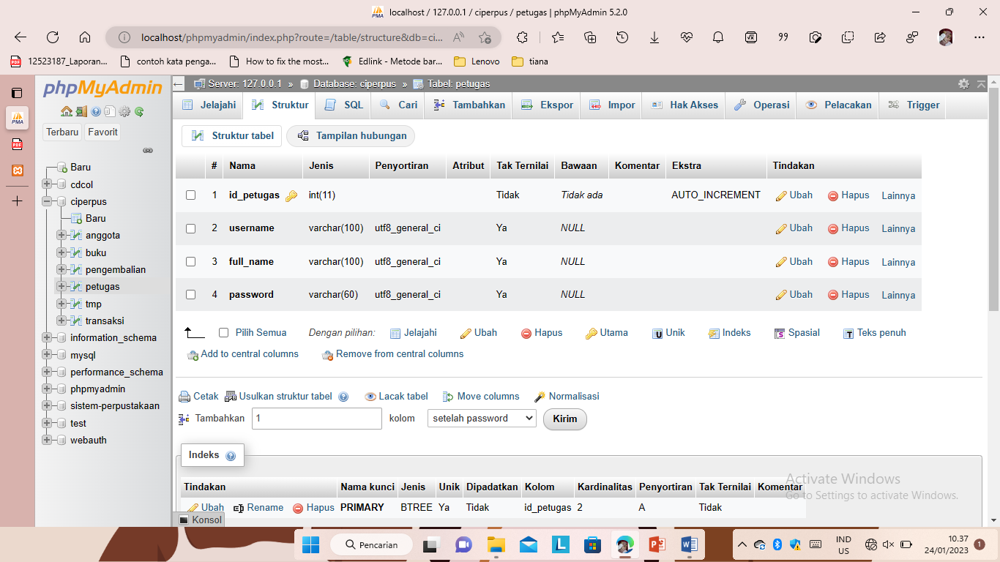 localhost / 127.0.0.1 / ciperpus / petugas | phpMyAdmin 5.2.0
localhost/phpmyadmin/index.php?route=/table/structure&db=ci...
12523187_Laporan... contoh kata penga... How to fix the most... Edlink - Metode bar... Lenovo tiana
phpMyAdmin
Terbaru Favorit
Baru
cdcol
ciperpus
Baru
anggota
buku
pengembalian
petugas
tmp
transaksi
information_schema
mysql
performance_schema
phpmyadmin
sistem-perpustakaan
test
webauth
Server: 127.0.0.1 » Database: ciperpus » Tabel: petugas
Jelajahi Struktur SQL Cari Tambahkan Ekspor Impor Hak Akses Operasi Pelacakan Trigger
Struktur tabel Tampilan hubungan
# Nama Jenis Penyortiran Atribut Tak Ternilai Bawaan Komentar Ekstra Tindakan
1 id_petugas int(11) Tidak Tidak ada AUTO_INCREMENT Ubah Hapus Lainnya
2 username varchar(100) utf8_general_ci Ya NULL Ubah Hapus Lainnya
3 full_name varchar(100) utf8_general_ci Ya NULL Ubah Hapus Lainnya
4 password varchar(60) utf8_general_ci Ya NULL Ubah Hapus Lainnya
Pilih Semua Dengan pilihan: Jelajahi Ubah Hapus Utama Unik Indeks Spasial Teks penuh
Add to central columns Remove from central columns
Cetak Usulkan struktur tabel Lacak tabel Move columns Normalisasi
Tambahkan 1 kolom setelah password Kirim
Indeks
Tindakan Nama kunci Jenis Unik Dipadatkan Kolom Kardinalitas Penyortiran Tak Ternilai Komentar
Ubah Rename Hapus PRIMARY BTREE Ya Tidak id_petugas 2 A Tidak
Konsol
Activate Windows
Go to Settings to activate Windows.
Pencarian
IND
US
10.37
24/01/2023
1